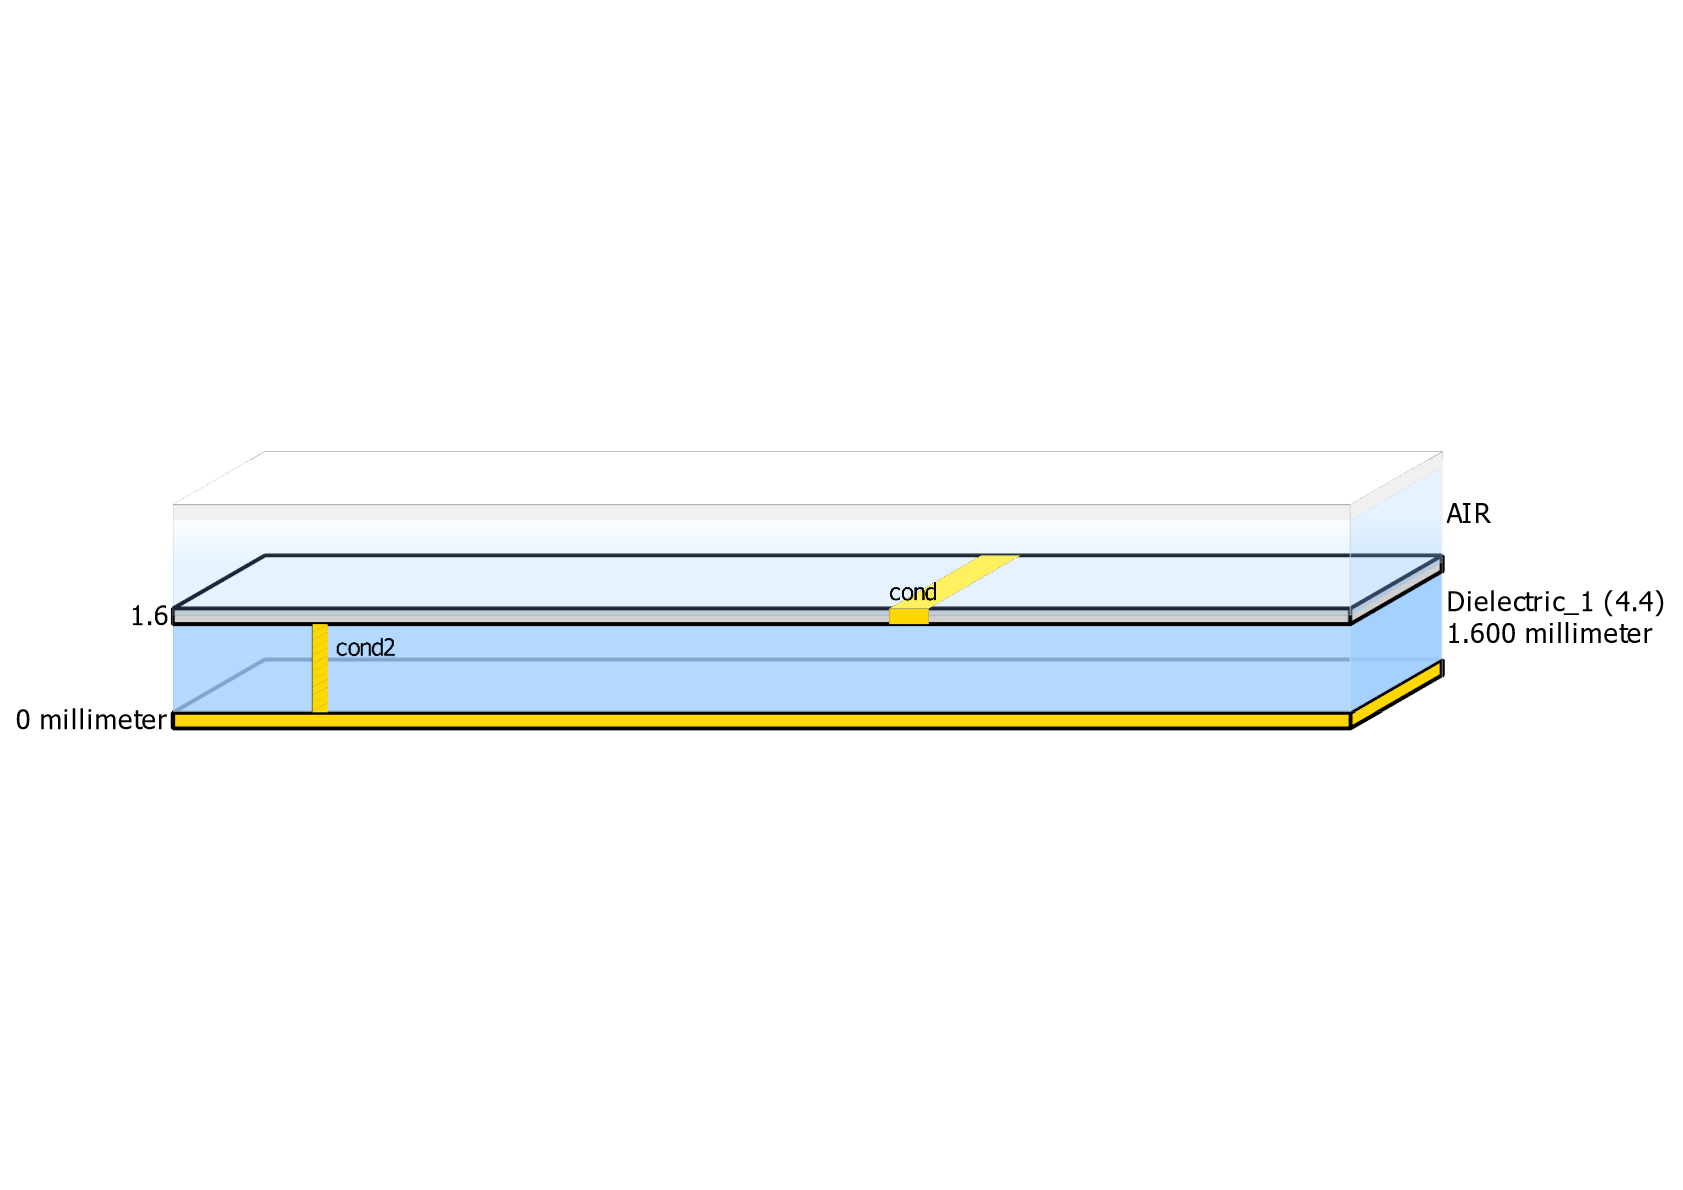 AIR
cond
1.6
Dielectric_1 (4.4)
1.600 millimeter
cond2
0 millimeter